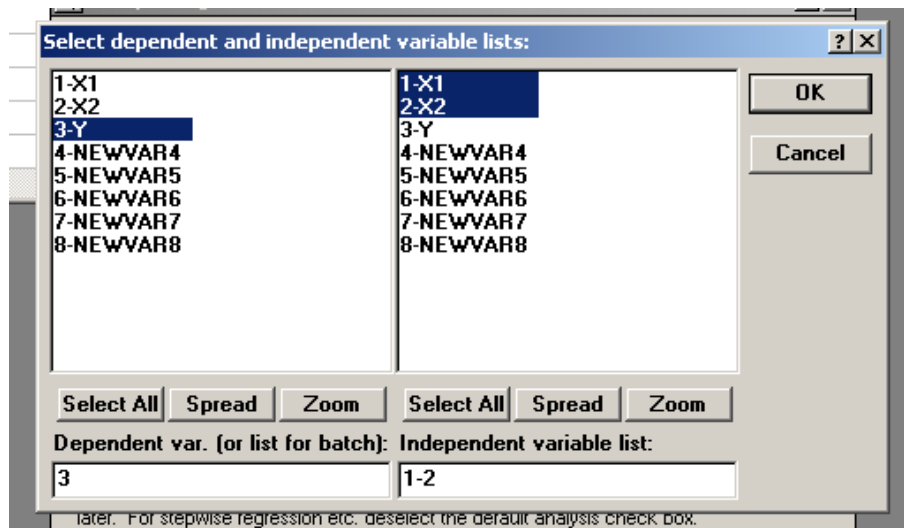 Select dependent and independent variable lists:
1-X1
2-X2
3-Y
4-NEWVAR4
5-NEWVAR5
6-NEWVAR6
7-NEWVAR7
8-NEWVAR8
1-X1
2-X2
3-Y
4-NEWVAR4
5-NEWVAR5
6-NEWVAR6
7-NEWVAR7
8-NEWVAR8
OK
Cancel
Select All Spread Zoom
Select All Spread Zoom
Dependent var. (or list for batch):
3
Independent variable list:
1-2
later. For stepwise regression etc. deselect the default analysis check box.